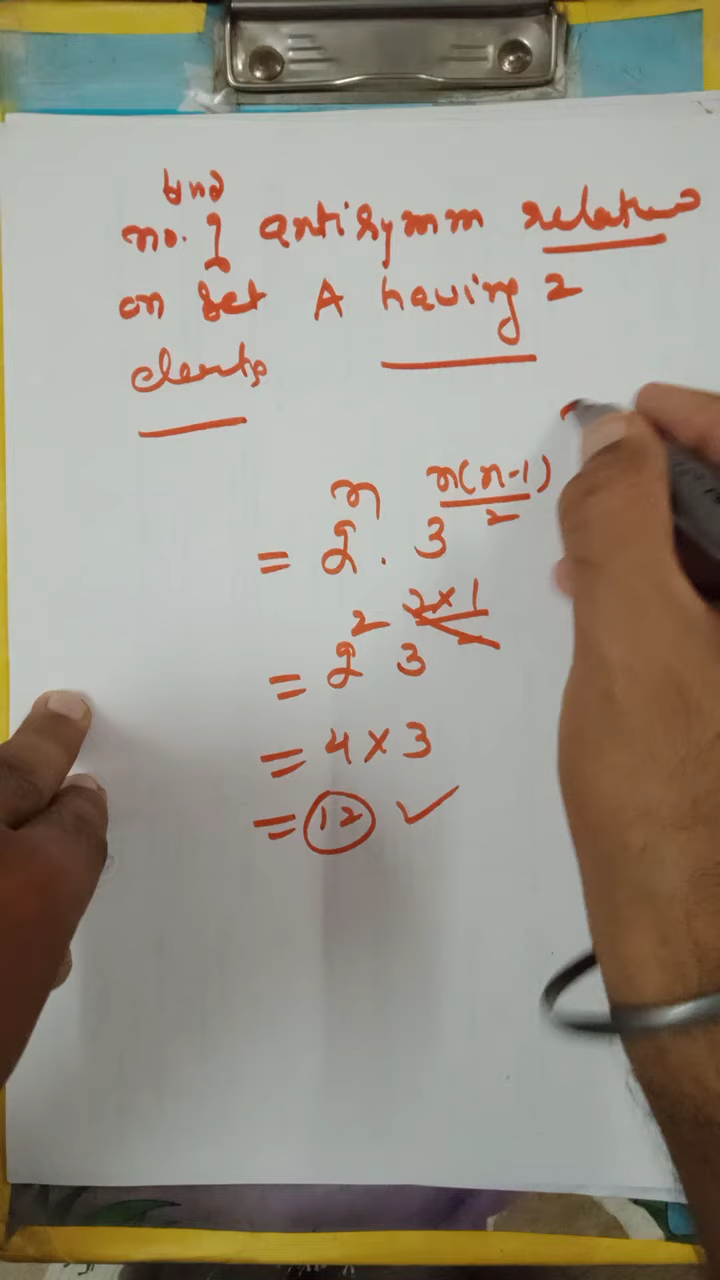 find
no. of antisymm relations
on set A having 2
elemts
n n(n-1)/2
= 2 . 3
2 2×1/2
= 2 3
= 4 × 3
= 12 ✓